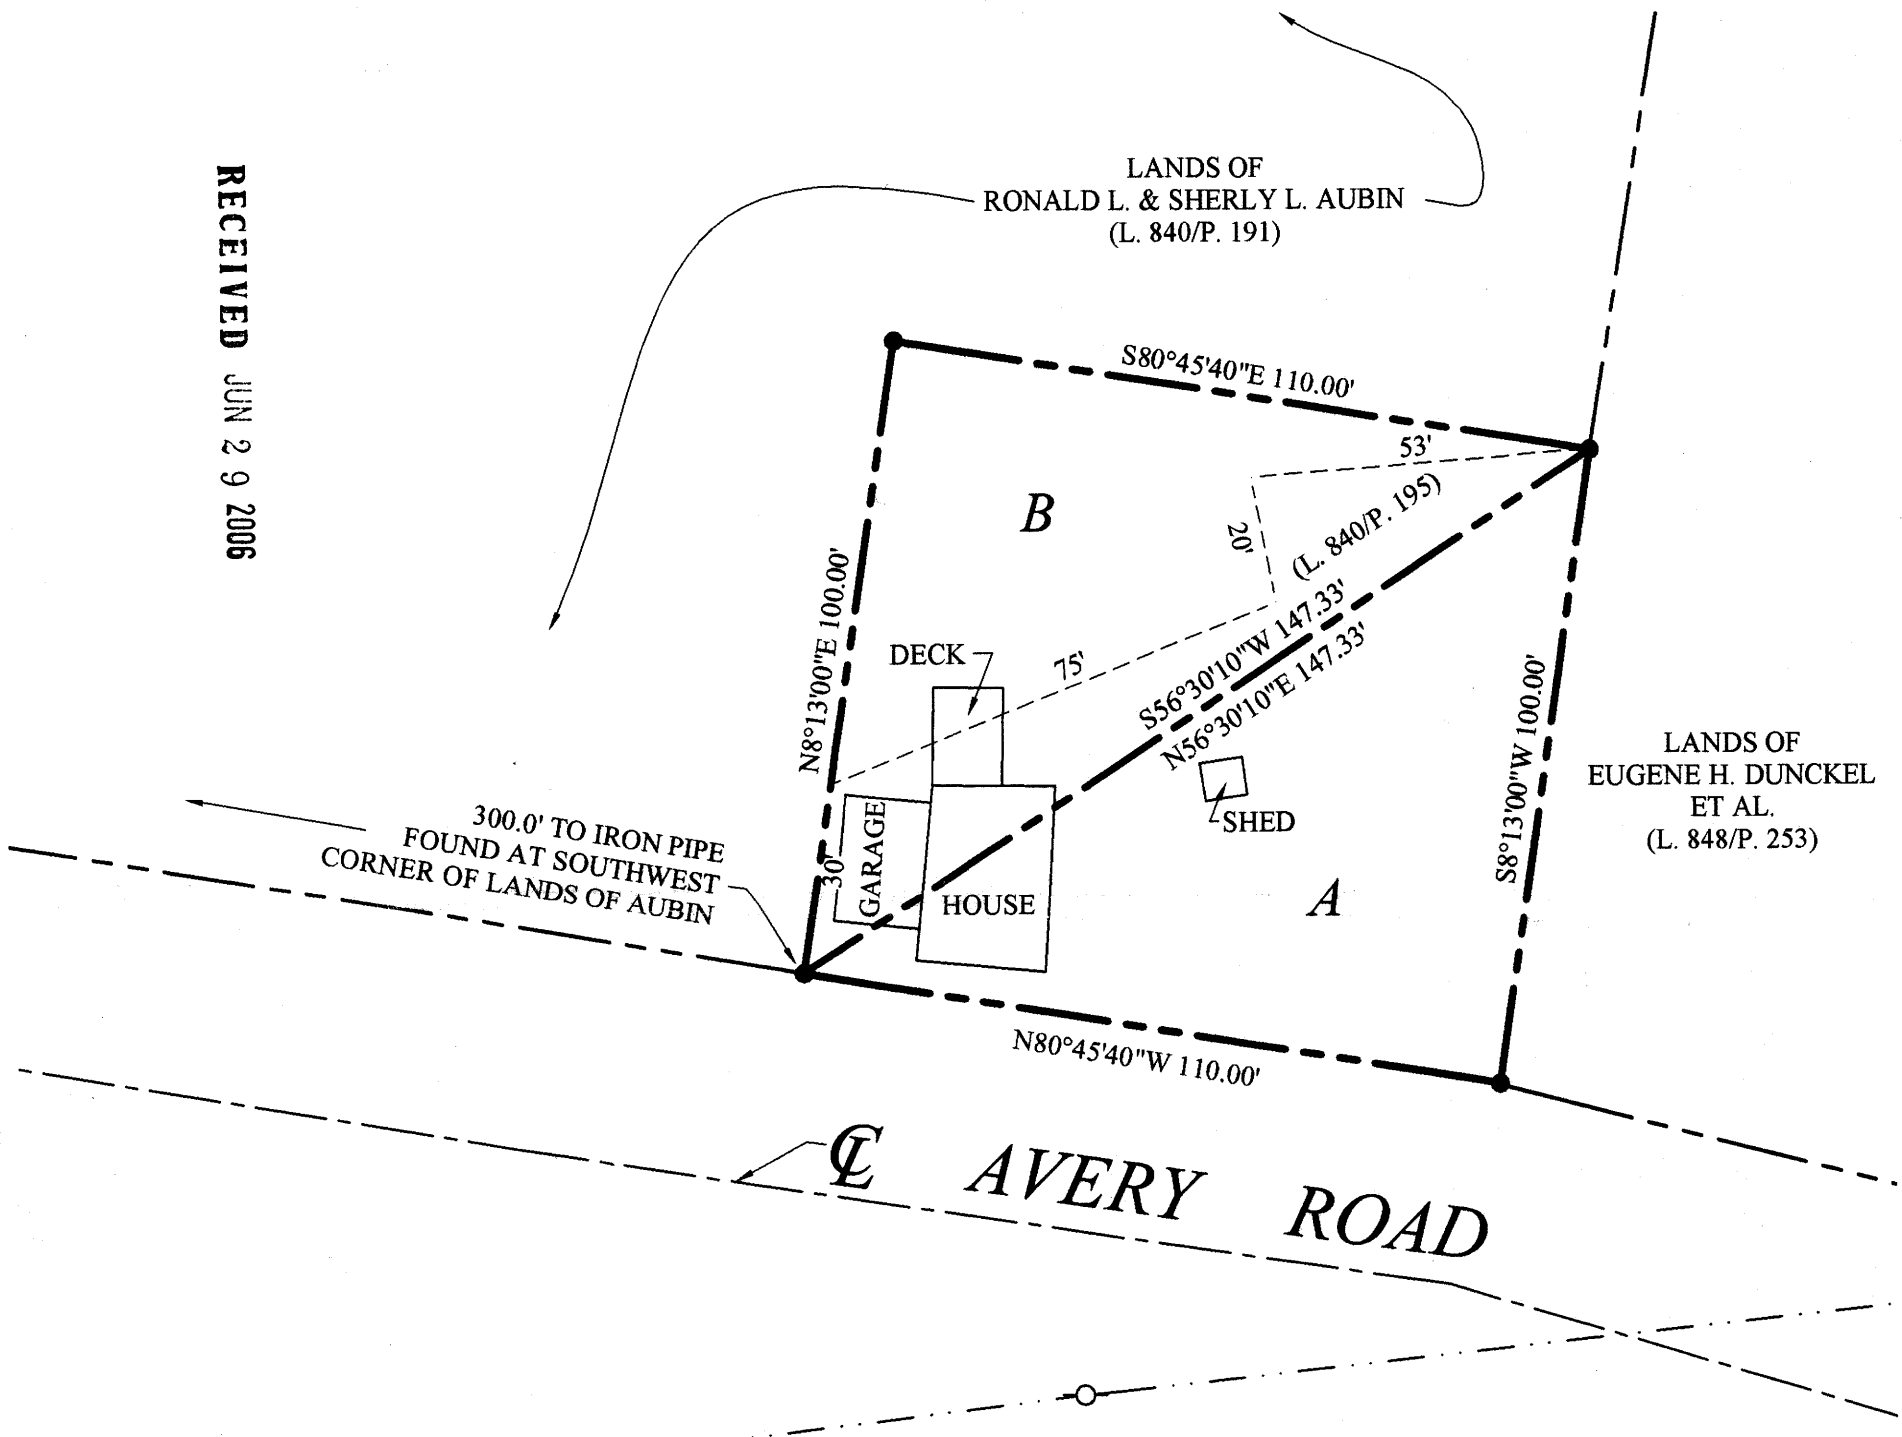 LANDS OF
RONALD L. & SHERLY L. AUBIN
(L. 840/P. 191)
RECEIVED JUN 29 2006
S80°45'40"E 110.00'
53'
B
20'
(L. 840/P. 195)
N8°13'00"E 100.00'
S56°30'10"W 147.33'
N56°30'10"E 147.33'
DECK
75'
S8°13'00"W 100.00'
LANDS OF
EUGENE H. DUNCKEL
ET AL.
(L. 848/P. 253)
SHED
300.0' TO IRON PIPE
FOUND AT SOUTHWEST
CORNER OF LANDS OF AUBIN
30'
GARAGE
HOUSE
A
N80°45'40"W 110.00'
℄ AVERY ROAD